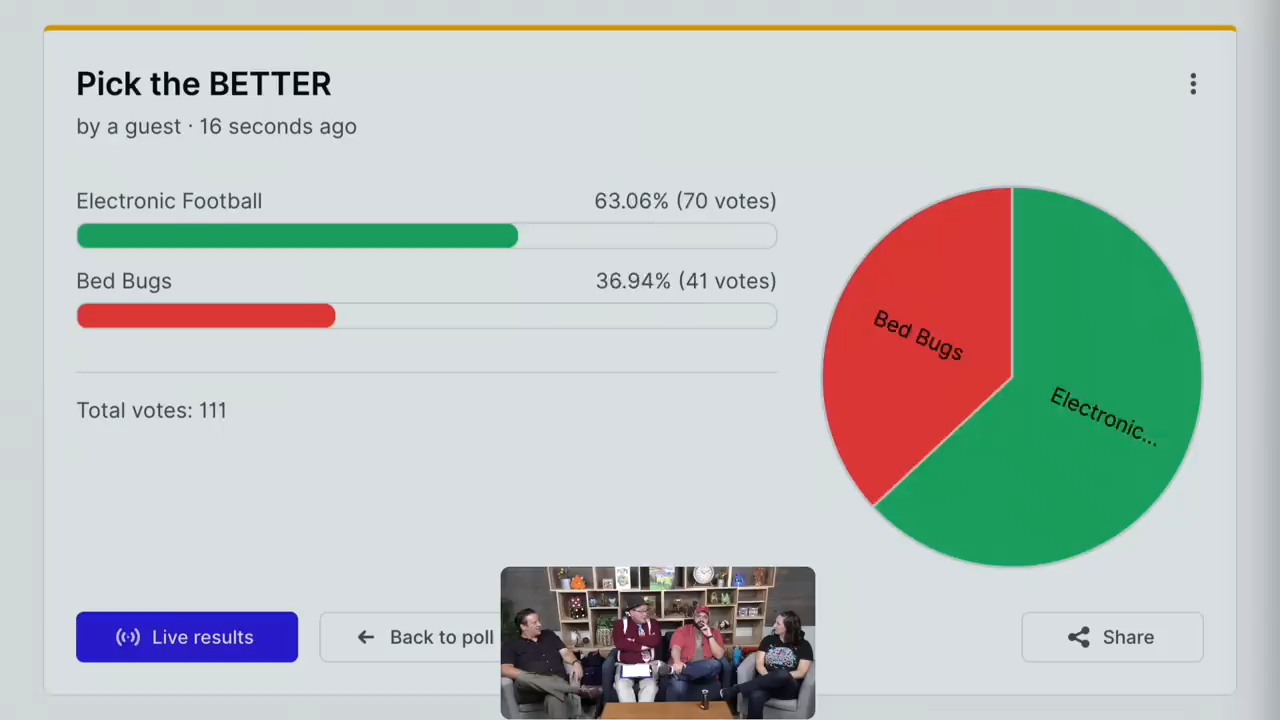 Pick the BETTER
by a guest · 16 seconds ago
Electronic Football 63.06% (70 votes)
Bed Bugs 36.94% (41 votes)
Total votes: 111
Bed Bugs
Electronic...
Live results
Back to poll
Share